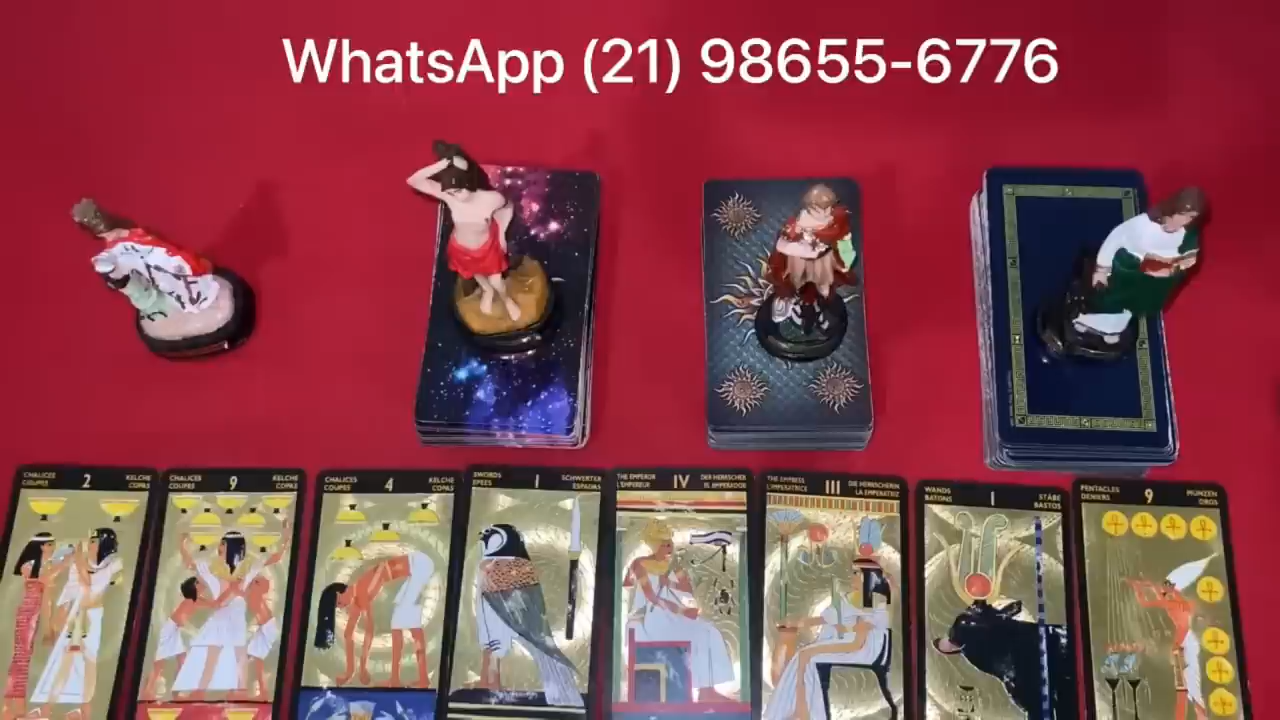 WhatsApp (21) 98655-6776
CHALICES
COUPES
2
KELCHE
COPAS
CHALICES
COUPES
9
KELCHE
COPAS
CHALICES
COUPES
4
KELCHE
COPAS
SWORDS
EPEES
I
SCHWERTER
ESPADAS
THE EMPEROR
L'EMPEREUR
IV
DER HERRSCHER
EL EMPERADOR
THE EMPRESS
L'IMPERATRICE
III
DIE HERRSCHERIN
LA EMPERATRIZ
WANDS
BATONS
I
STÄBE
BASTOS
PENTACLES
DENIERS
9
MÜNZEN
OROS